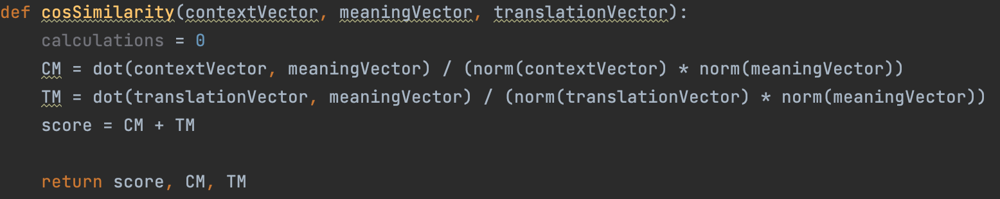 def cosSimilarity(contextVector, meaningVector, translationVector):
    calculations = 0
    CM = dot(contextVector, meaningVector) / (norm(contextVector) * norm(meaningVector))
    TM = dot(translationVector, meaningVector) / (norm(translationVector) * norm(meaningVector))
    score = CM + TM

    return score, CM, TM